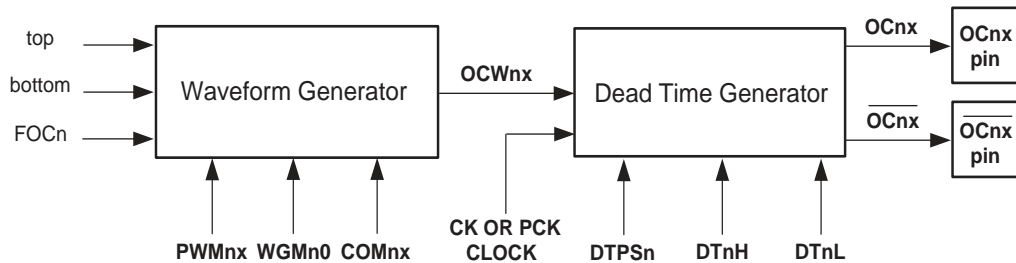 top
bottom
FOCn
Waveform Generator
PWMnx
WGMn0
COMnx
OCWnx
CK OR PCK
CLOCK
Dead Time Generator
DTPSn
DTnH
DTnL
OCnx
OCnx
OCnx
pin
OCnx
pin